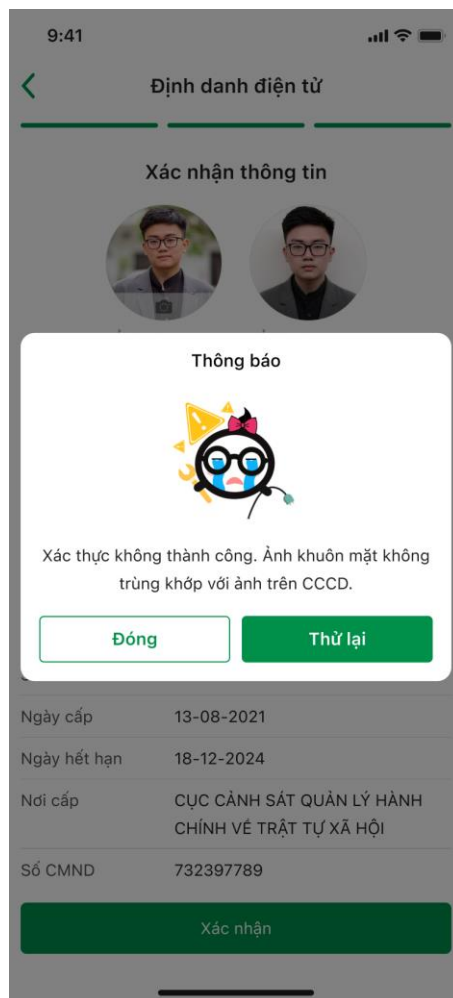 9:41
Định danh điện tử
Xác nhận thông tin
Thông báo
Xác thực không thành công. Ảnh khuôn mặt không
trùng khớp với ảnh trên CCCD.
Đóng
Thử lại
Ngày cấp
13-08-2021
Ngày hết hạn
18-12-2024
Nơi cấp
CỤC CẢNH SÁT QUẢN LÝ HÀNH
CHÍNH VỀ TRẬT TỰ XÃ HỘI
Số CMND
732397789
Xác nhận